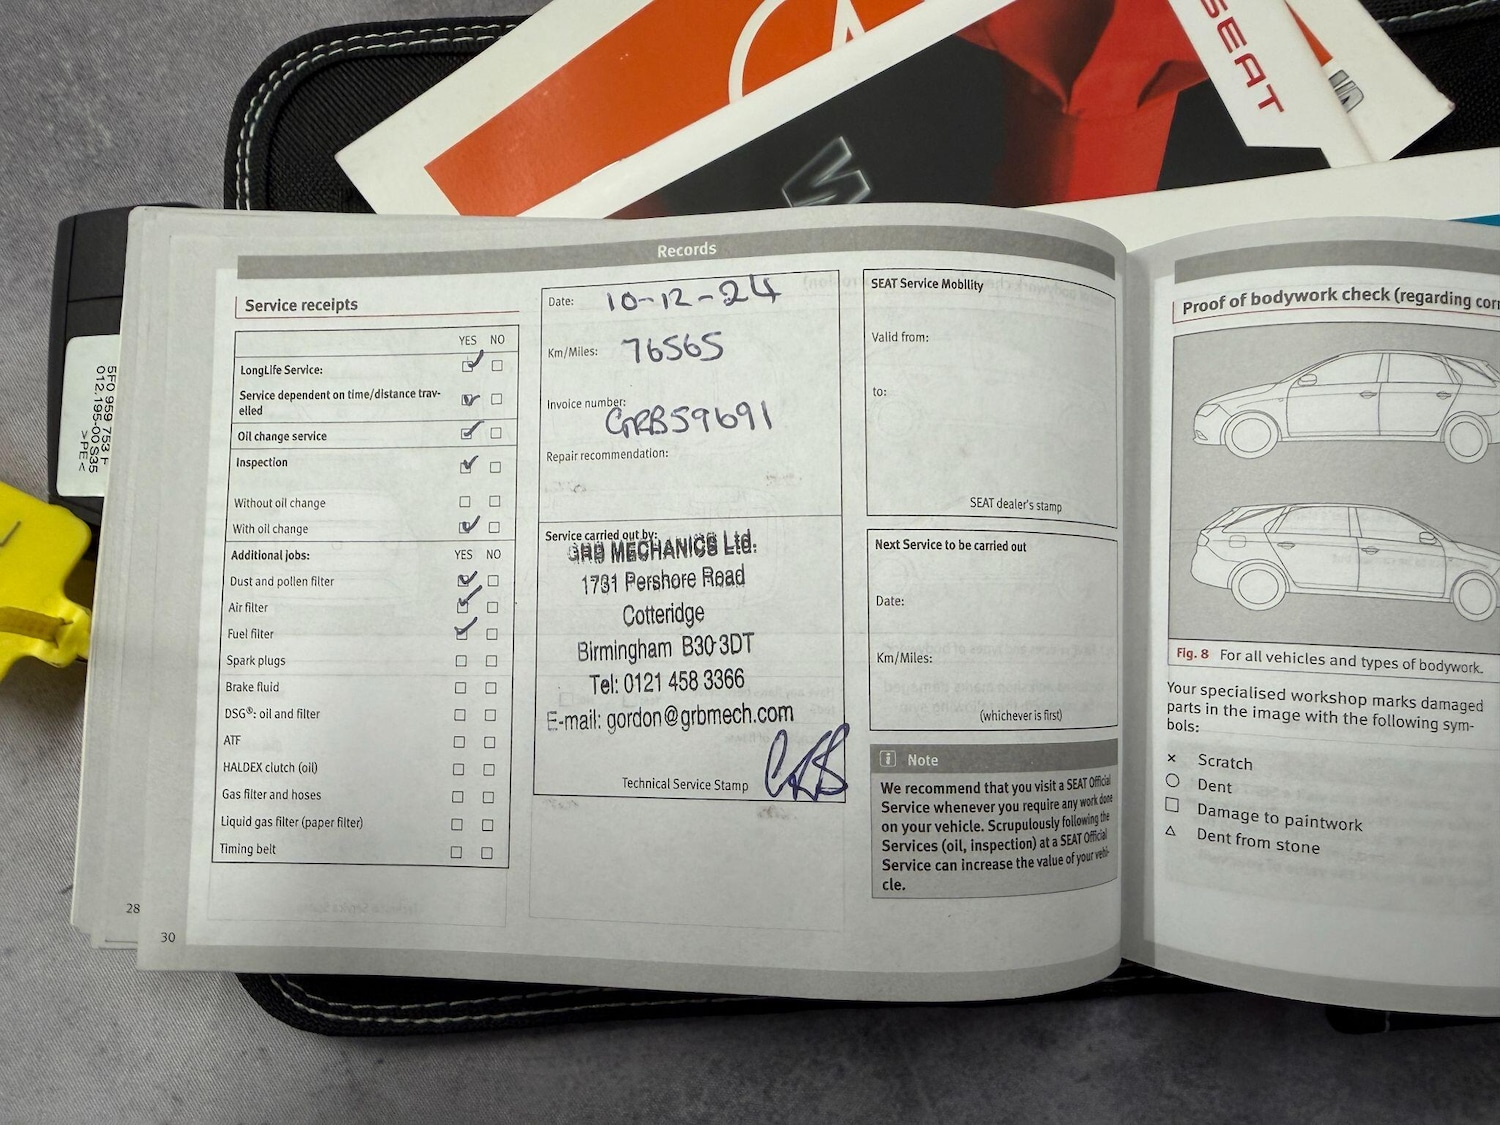 SEAT
5F0 959 753 F
012.195-00 S35
>PE<
Records
Service receipts
YES NO
LongLife Service:
Service dependent on time/distance trav-
elled
Oil change service
Inspection
Without oil change
With oil change
Additional jobs: YES NO
Dust and pollen filter
Air filter
Fuel filter
Spark plugs
Brake fluid
DSG®: oil and filter
ATF
HALDEX clutch (oil)
Gas filter and hoses
Liquid gas filter (paper filter)
Timing belt
28
30
Date: 10-12-24
Km/Miles: 76565
Invoice number:
GRB59691
Repair recommendation:
Service carried out by:
GRB MECHANICS Ltd.
1731 Pershore Road
Cotteridge
Birmingham B30 3DT
Tel: 0121 458 3366
E-mail: gordon@grbmech.com
Technical Service Stamp
SEAT Service Mobility
Valid from:
to:
SEAT dealer's stamp
Next Service to be carried out
Date:
Km/Miles:
(whichever is first)
i Note
We recommend that you visit a SEAT Official
Service whenever you require any work done
on your vehicle. Scrupulously following the
Services (oil, inspection) at a SEAT Official
Service can increase the value of your vehi-
cle.
Proof of bodywork check (regarding corr
Fig. 8 For all vehicles and types of bodywork.
Your specialised workshop marks damaged
parts in the image with the following sym-
bols:
× Scratch
○ Dent
□ Damage to paintwork
△ Dent from stone